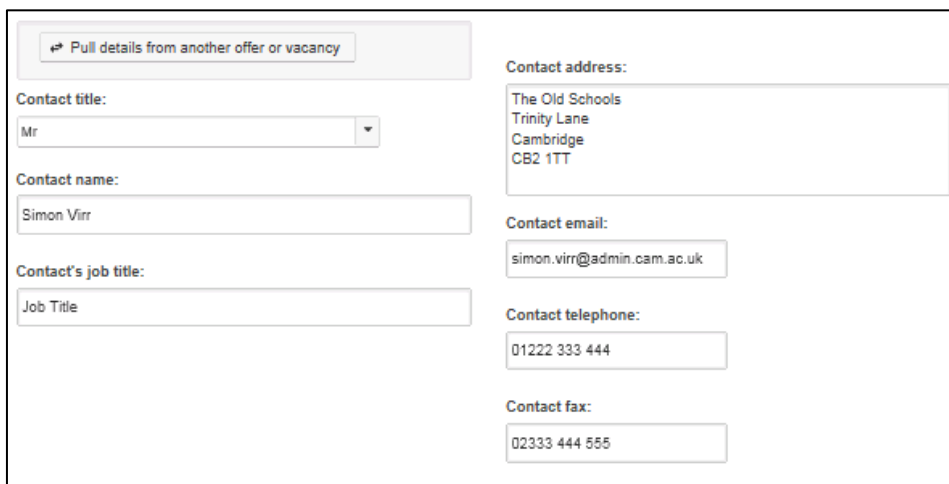 Pull details from another offer or vacancy
Contact title:
Mr
Contact name:
Simon Virr
Contact's job title:
Job Title
Contact address:
The Old Schools
Trinity Lane
Cambridge
CB2 1TT
Contact email:
simon.virr@admin.cam.ac.uk
Contact telephone:
01222 333 444
Contact fax:
02333 444 555